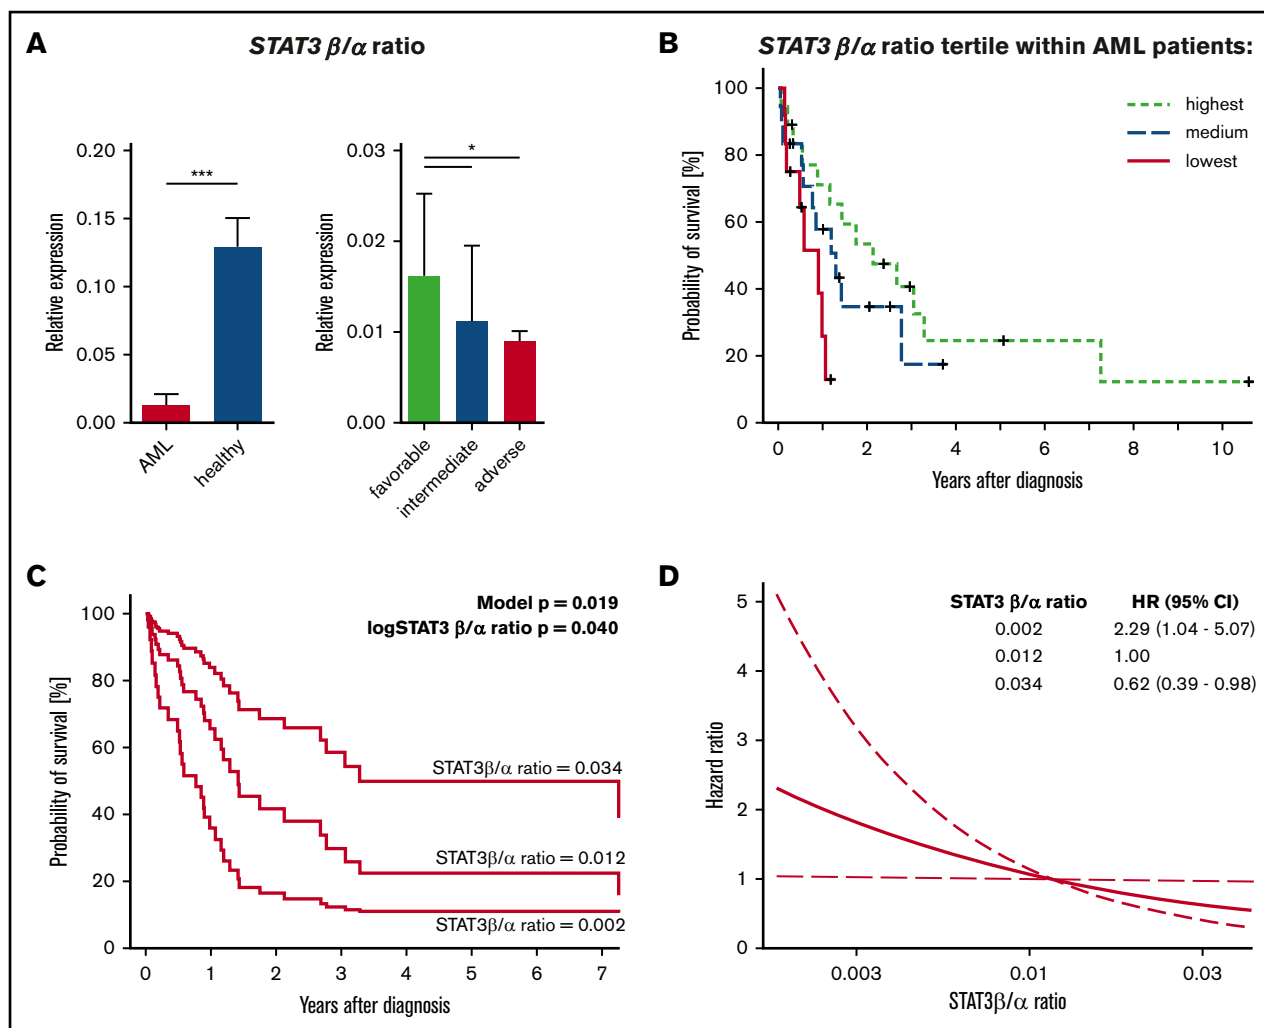 A
STAT3 β/α ratio
Relative expression
0.20
0.15
0.10
0.05
0.00
***
AML
healthy
Relative expression
0.03
0.02
0.01
0.00
*
favorable
intermediate
adverse
B
STAT3 β/α ratio tertile within AML patients:
highest
medium
lowest
Probability of survival [%]
100
80
60
40
20
0
0 2 4 6 8 10
Years after diagnosis
C
Model p = 0.019
logSTAT3 β/α ratio p = 0.040
Probability of survival [%]
100
80
60
40
20
0
STAT3β/α ratio = 0.034
STAT3β/α ratio = 0.012
STAT3β/α ratio = 0.002
0 1 2 3 4 5 6 7
Years after diagnosis
D
STAT3 β/α ratio HR (95% CI)
0.002 2.29 (1.04 - 5.07)
0.012 1.00
0.034 0.62 (0.39 - 0.98)
Hazard ratio
5
4
3
2
1
0
0.003 0.01 0.03
STAT3β/α ratio